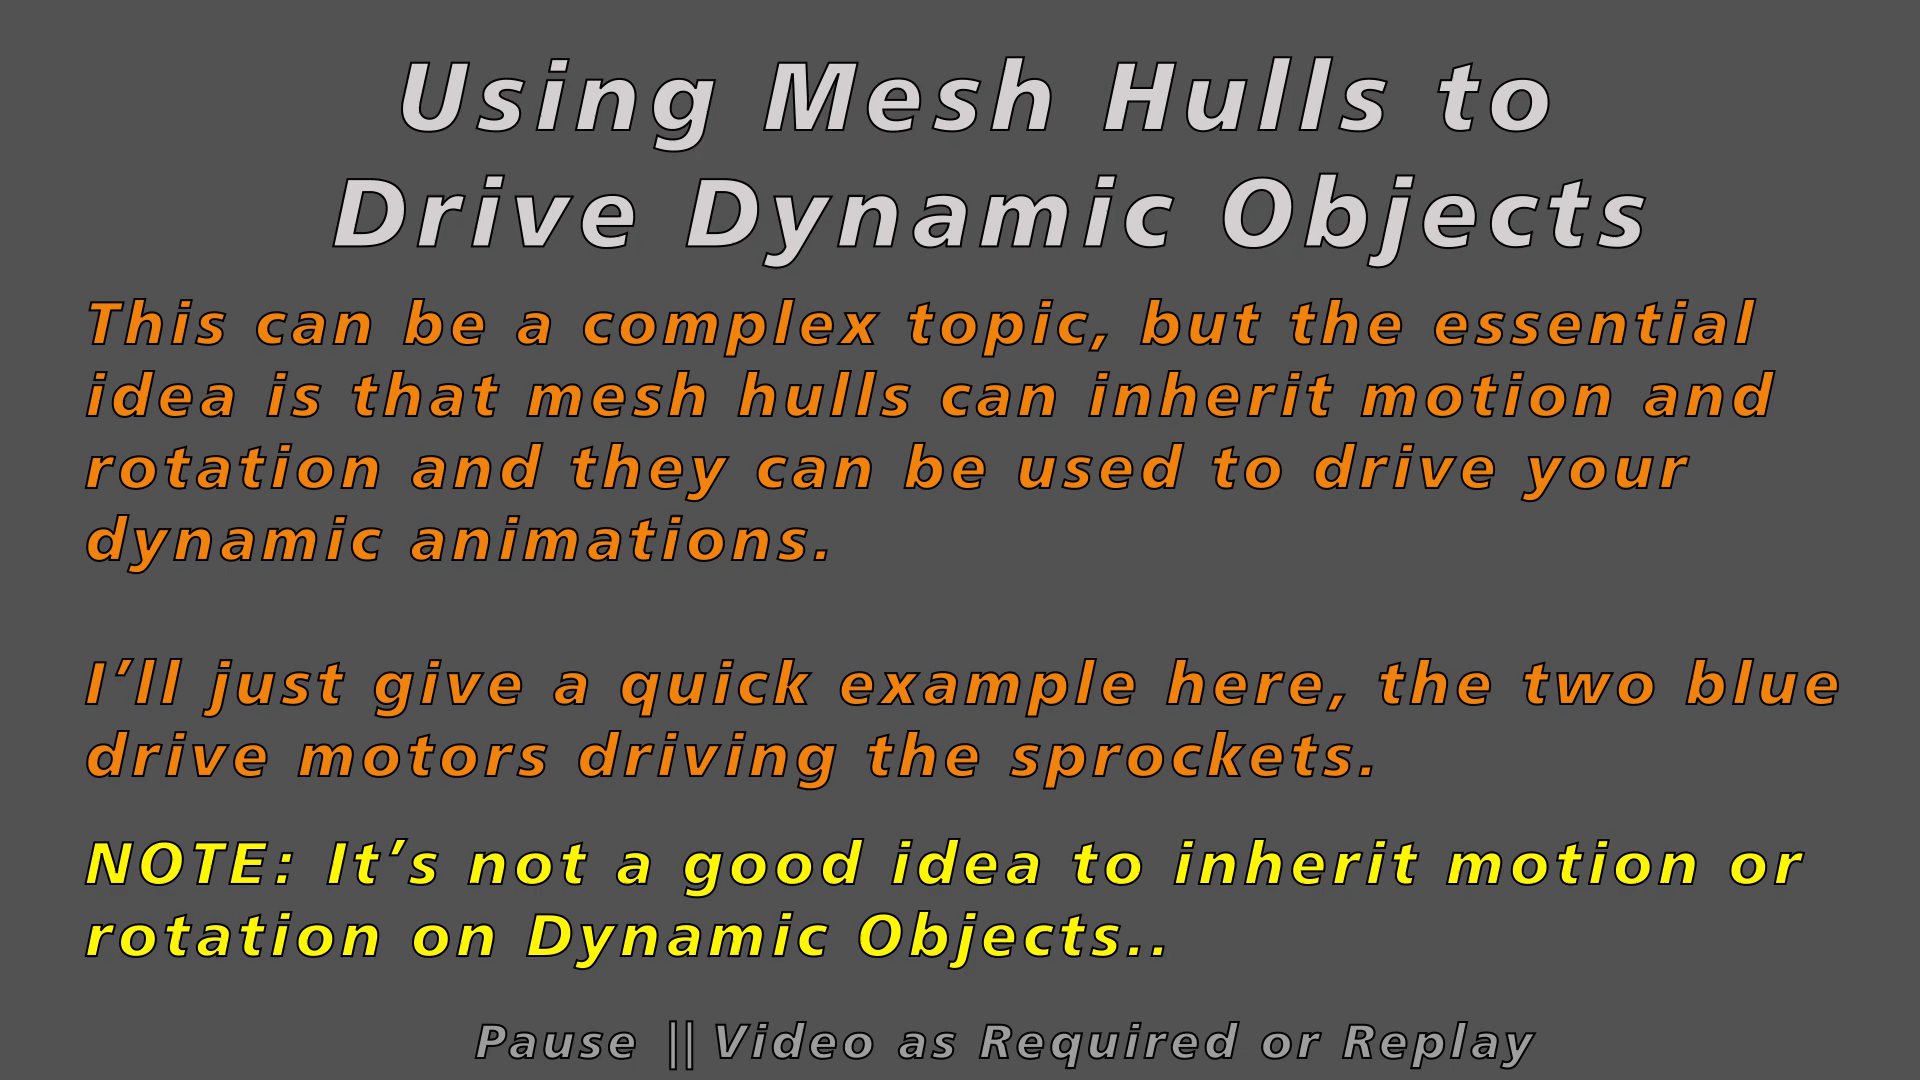 Using Mesh Hulls to
Drive Dynamic Objects
This can be a complex topic, but the essential
idea is that mesh hulls can inherit motion and
rotation and they can be used to drive your
dynamic animations.
I’ll just give a quick example here, the two blue
drive motors driving the sprockets.
NOTE: It’s not a good idea to inherit motion or
rotation on Dynamic Objects..
Pause || Video as Required or Replay